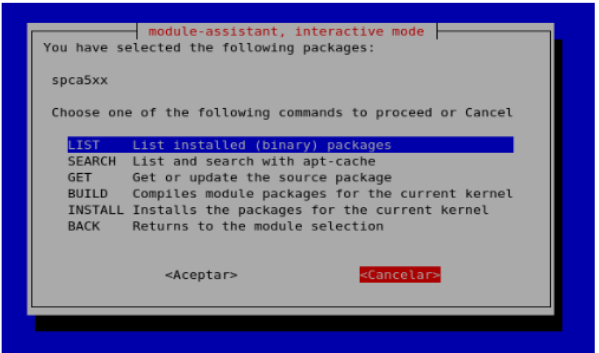 module-assistant, interactive mode
You have selected the following packages:
spca5xx
Choose one of the following commands to proceed or Cancel
LIST List installed (binary) packages
SEARCH List and search with apt-cache
GET Get or update the source package
BUILD Compiles module packages for the current kernel
INSTALL Installs the packages for the current kernel
BACK Returns to the module selection
<Aceptar> <Cancelar>